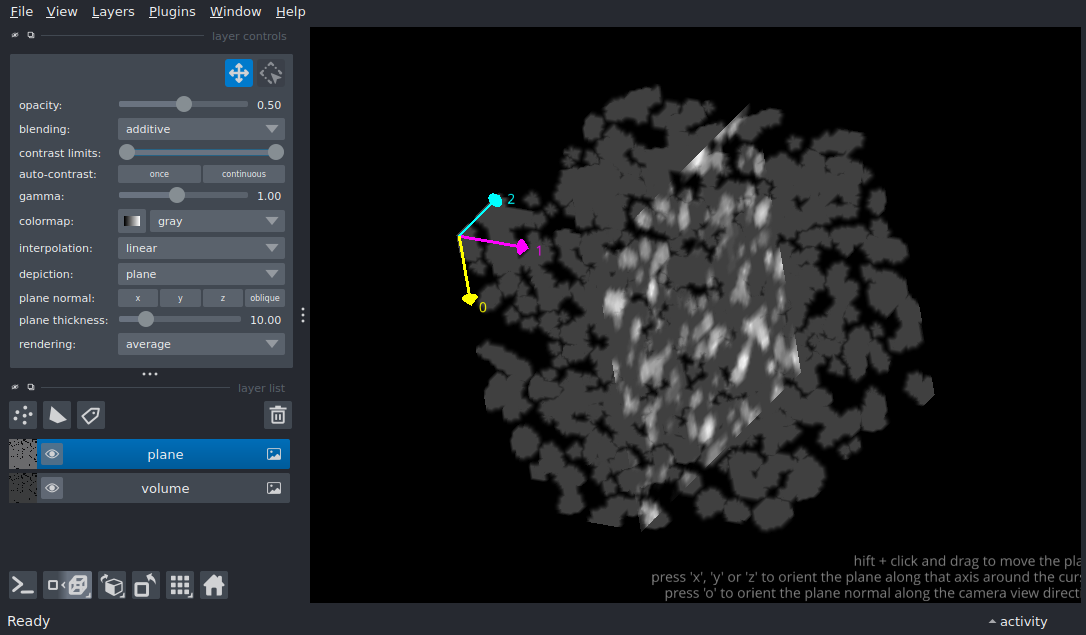 File View Layers Plugins Window Help
layer controls
opacity: 0.50
blending: additive
contrast limits:
auto-contrast: once continuous
gamma: 1.00
colormap: gray
interpolation: linear
depiction: plane
plane normal: x y z oblique
plane thickness: 10.00
rendering: average
layer list
plane
volume
2
1
0
hift + click and drag to move the pla
press 'x', 'y' or 'z' to orient the plane along that axis around the curs
press 'o' to orient the plane normal along the camera view direct
Ready
activity